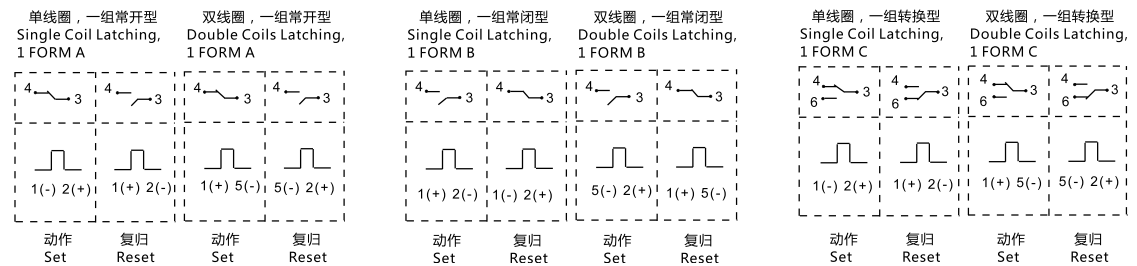 单线圈，一组常开型
Single Coil Latching,
1 FORM A
双线圈，一组常开型
Double Coils Latching,
1 FORM A
4 3
4 3
4 3
4 3
1(-) 2(+)
1(+) 2(-)
1(+) 5(-)
5(-) 2(+)
动作
Set
复归
Reset
动作
Set
复归
Reset
单线圈，一组常闭型
Single Coil Latching,
1 FORM B
双线圈，一组常闭型
Double Coils Latching,
1 FORM B
4 3
4 3
4 3
4 3
1(+) 2(-)
1(-) 2(+)
5(-) 2(+)
1(+) 5(-)
动作
Set
复归
Reset
动作
Set
复归
Reset
单线圈，一组转换型
Single Coil Latching,
1 FORM C
双线圈，一组转换型
Double Coils Latching,
1 FORM C
4 3
6
4 3
6
4 3
6
4 3
6
1(-) 2(+)
1(+) 2(-)
1(+) 5(-)
5(-) 2(+)
动作
Set
复归
Reset
动作
Set
复归
Reset